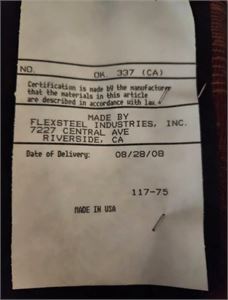 NO. OK. 337 (CA)
Certification is made by the manufacturer
that the materials in this article
are described in accordance with law.
MADE BY
FLEXSTEEL INDUSTRIES, INC.
7227 CENTRAL AVE
RIVERSIDE, CA
Date of Delivery: 08/28/08
117-75
MADE IN USA